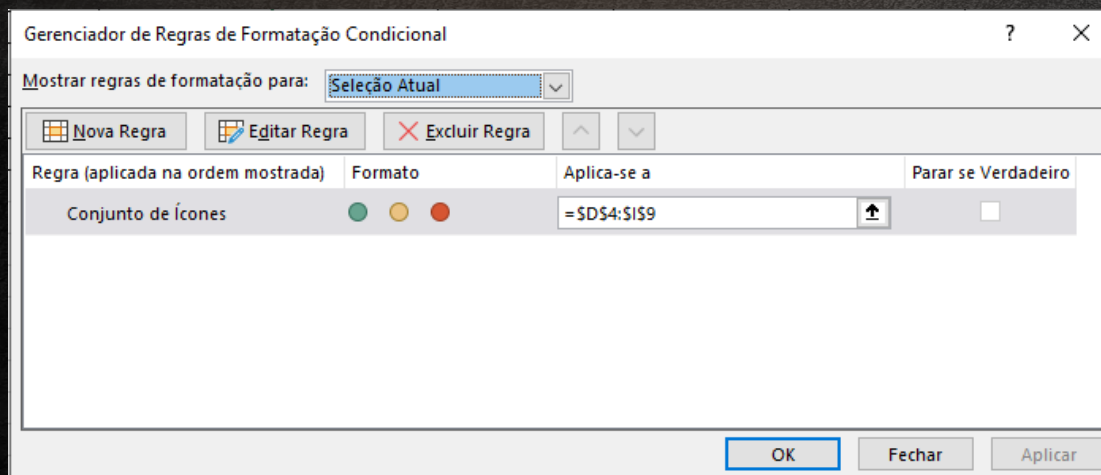 Gerenciador de Regras de Formatação Condicional ?
Mostrar regras de formatação para: Seleção Atual
Nova Regra Editar Regra Excluir Regra
Regra (aplicada na ordem mostrada) Formato Aplica-se a Parar se Verdadeiro
Conjunto de Ícones =$D$4:$I$9
OK Fechar Aplicar